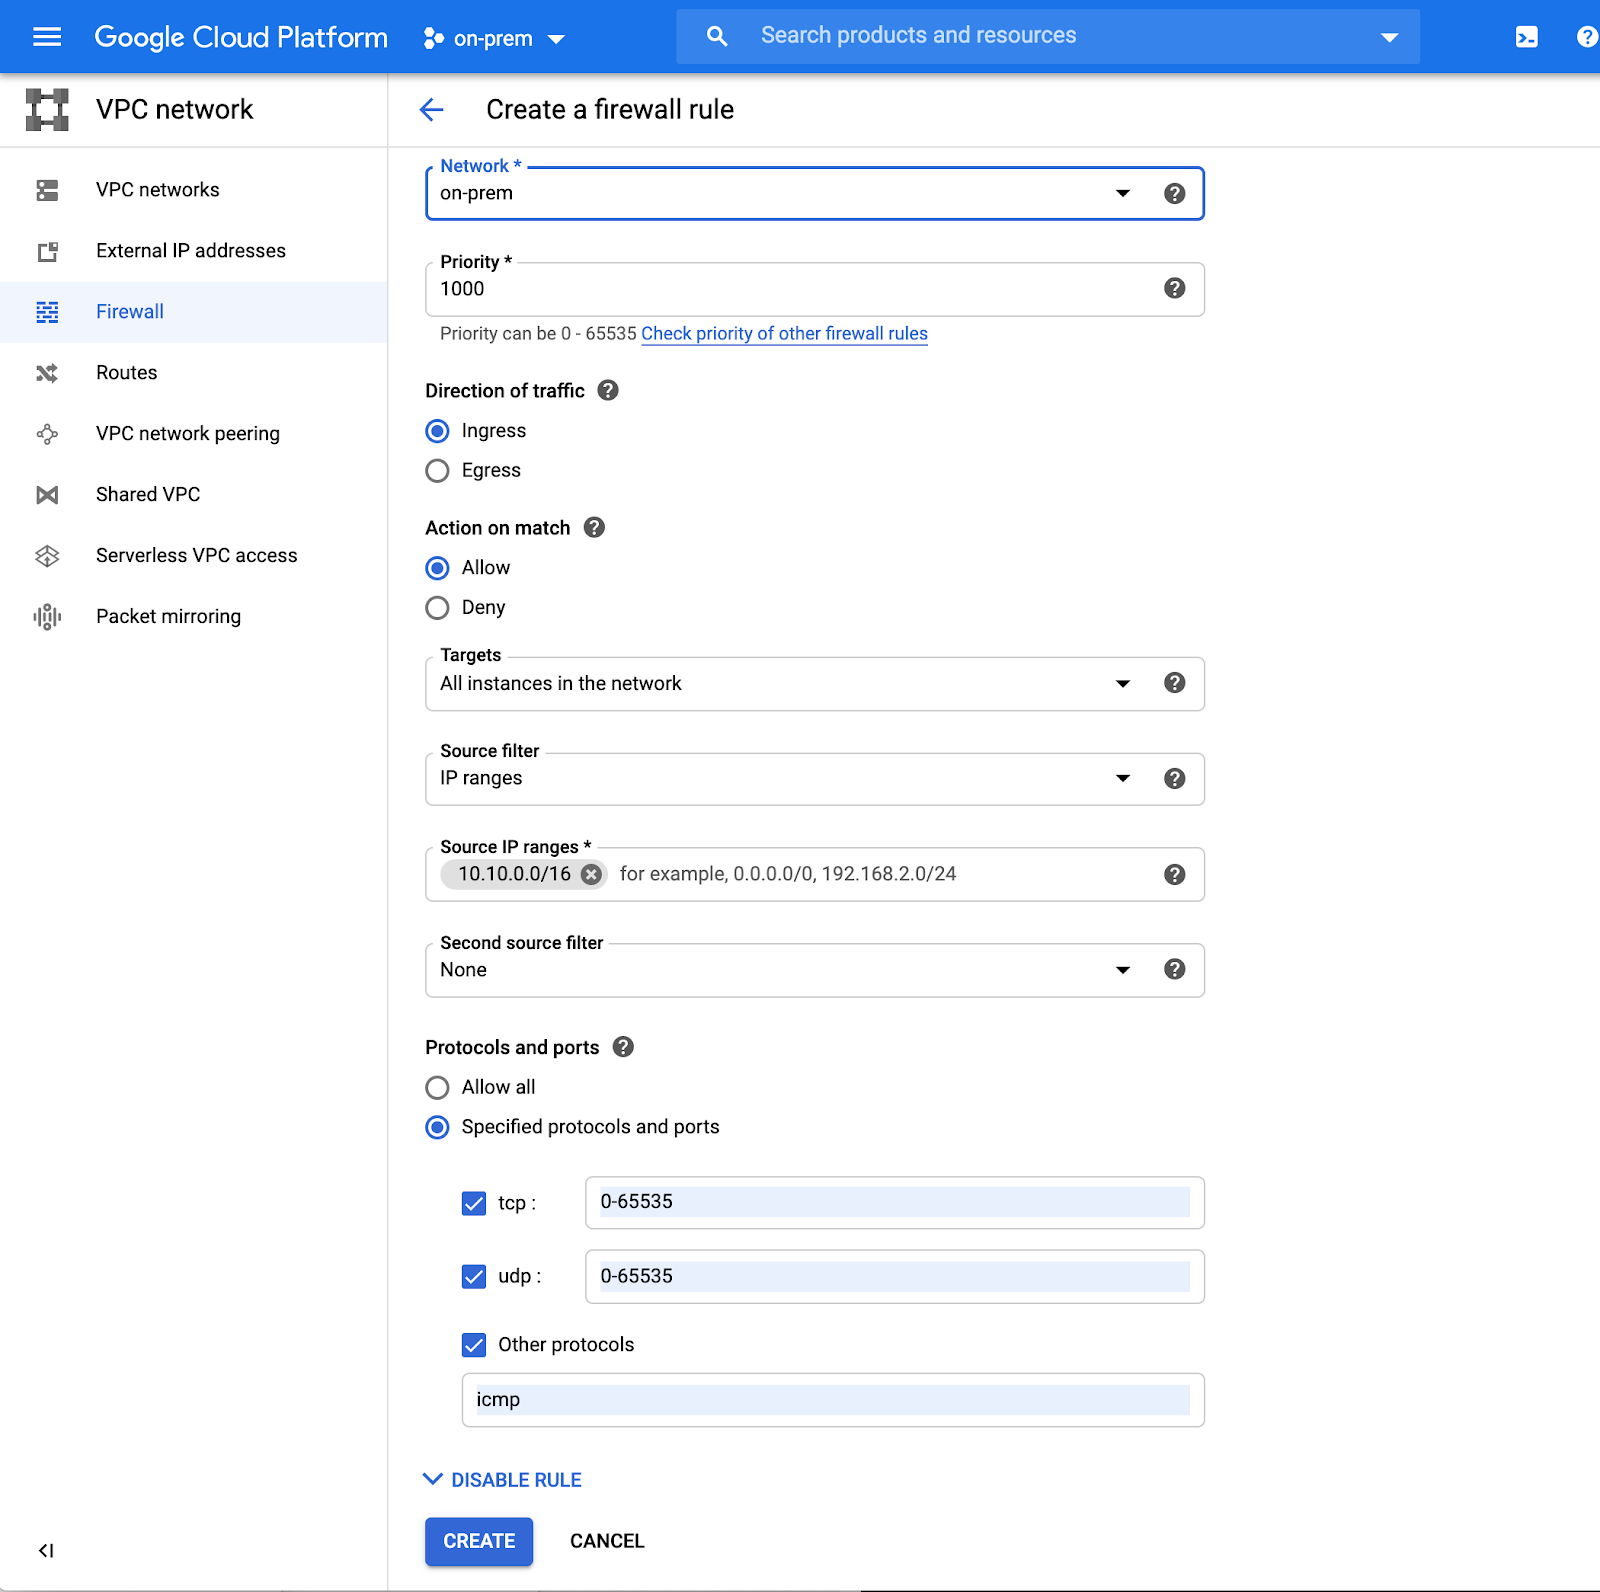 Google Cloud Platform
on-prem
Search products and resources
VPC network
Create a firewall rule
VPC networks
External IP addresses
Firewall
Routes
VPC network peering
Shared VPC
Serverless VPC access
Packet mirroring
Network *
on-prem
Priority *
1000
Priority can be 0 - 65535 Check priority of other firewall rules
Direction of traffic
Ingress
Egress
Action on match
Allow
Deny
Targets
All instances in the network
Source filter
IP ranges
Source IP ranges *
10.10.0.0/16 for example, 0.0.0.0/0, 192.168.2.0/24
Second source filter
None
Protocols and ports
Allow all
Specified protocols and ports
tcp : 0-65535
udp : 0-65535
Other protocols
icmp
DISABLE RULE
CREATE CANCEL